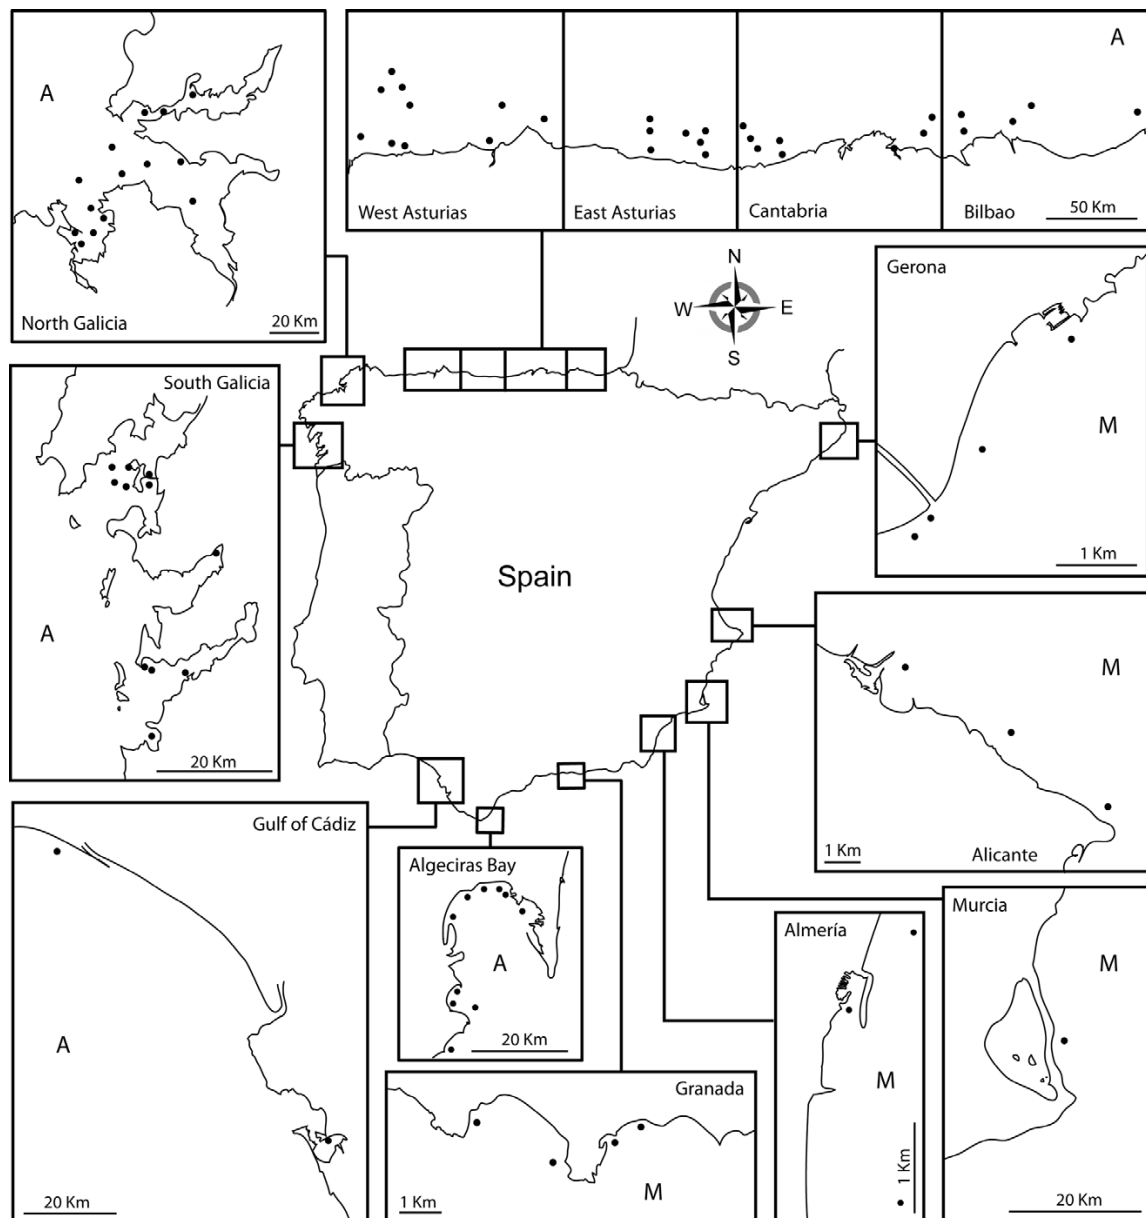 A
North Galicia
20 Km
A
West Asturias
East Asturias
Cantabria
Bilbao
50 Km
N
W
E
S
Gerona
M
1 Km
South Galicia
A
20 Km
Spain
M
1 Km
Alicante
Gulf of Cádiz
A
20 Km
Algeciras Bay
A
20 Km
Granada
M
1 Km
Almería
M
1 Km
Murcia
M
20 Km